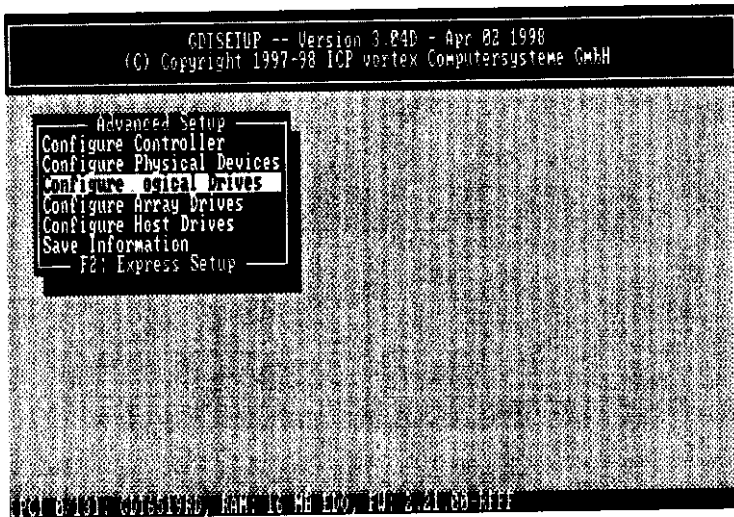 GDTSETUP -- Version 3.04D - Apr 02 1998
(C) Copyright 1997-98 ICP vortex Computersysteme GmbH
Advanced Setup
Configure Controller
Configure Physical Devices
Configure Logical Drives
Configure Array Drives
Configure Host Drives
Save Information
F2: Express Setup
RAM: 16 MB EDO,